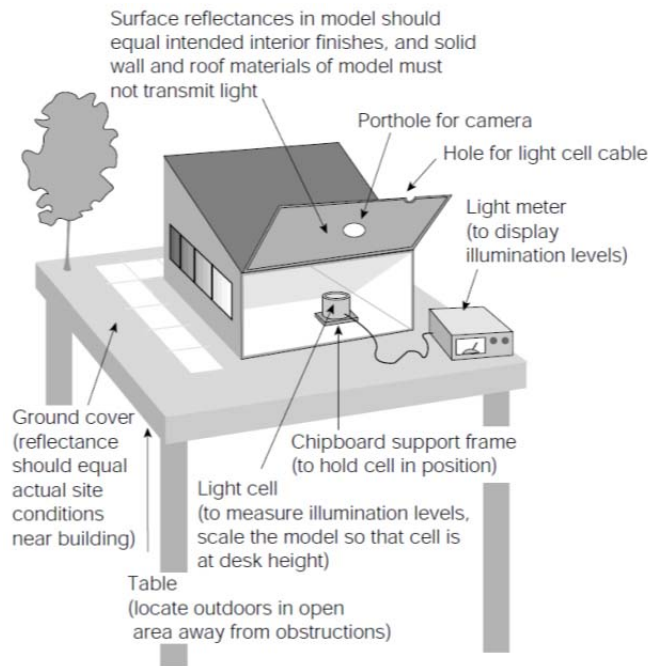 Surface reflectances in model should
equal intended interior finishes, and solid
wall and roof materials of model must
not transmit light
Porthole for camera
Hole for light cell cable
Light meter
(to display
illumination levels)
Ground cover
(reflectance
should equal
actual site
conditions
near building)
Chipboard support frame
(to hold cell in position)
Light cell
(to measure illumination levels,
scale the model so that cell is
at desk height)
Table
(locate outdoors in open
area away from obstructions)